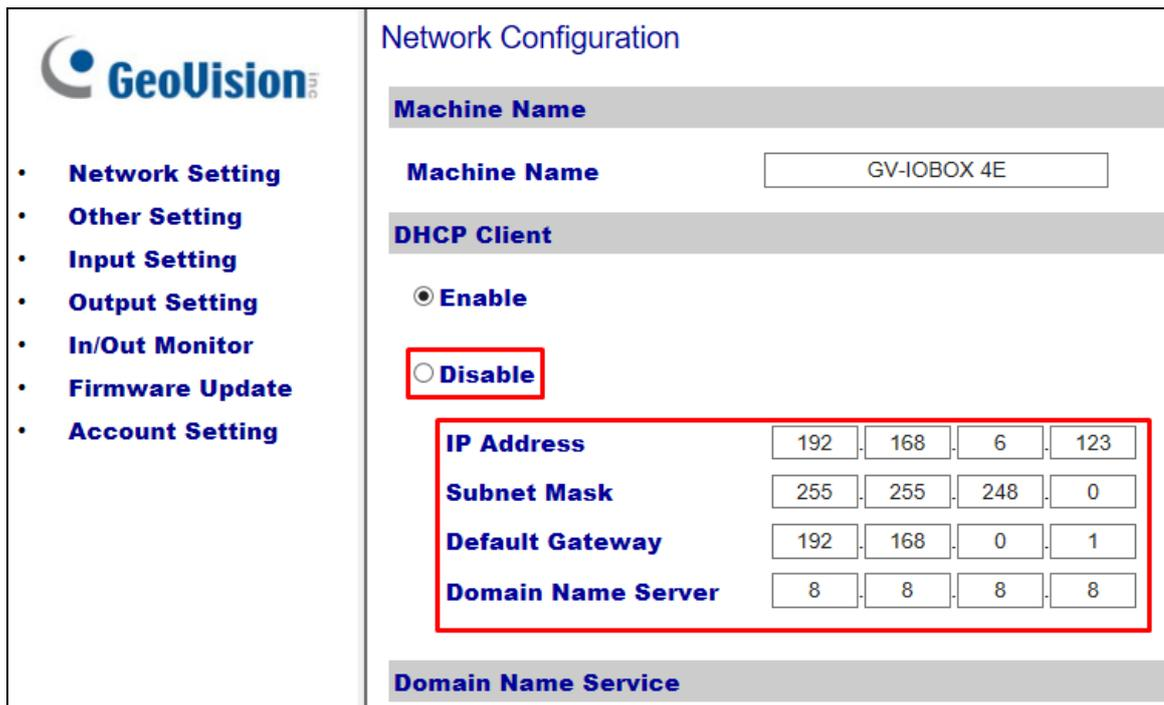 GeoVision inc
Network Setting
Other Setting
Input Setting
Output Setting
In/Out Monitor
Firmware Update
Account Setting
Network Configuration
Machine Name
Machine Name GV-IOBOX 4E
DHCP Client
Enable
Disable
IP Address 192 . 168 . 6 . 123
Subnet Mask 255 . 255 . 248 . 0
Default Gateway 192 . 168 . 0 . 1
Domain Name Server 8 . 8 . 8 . 8
Domain Name Service